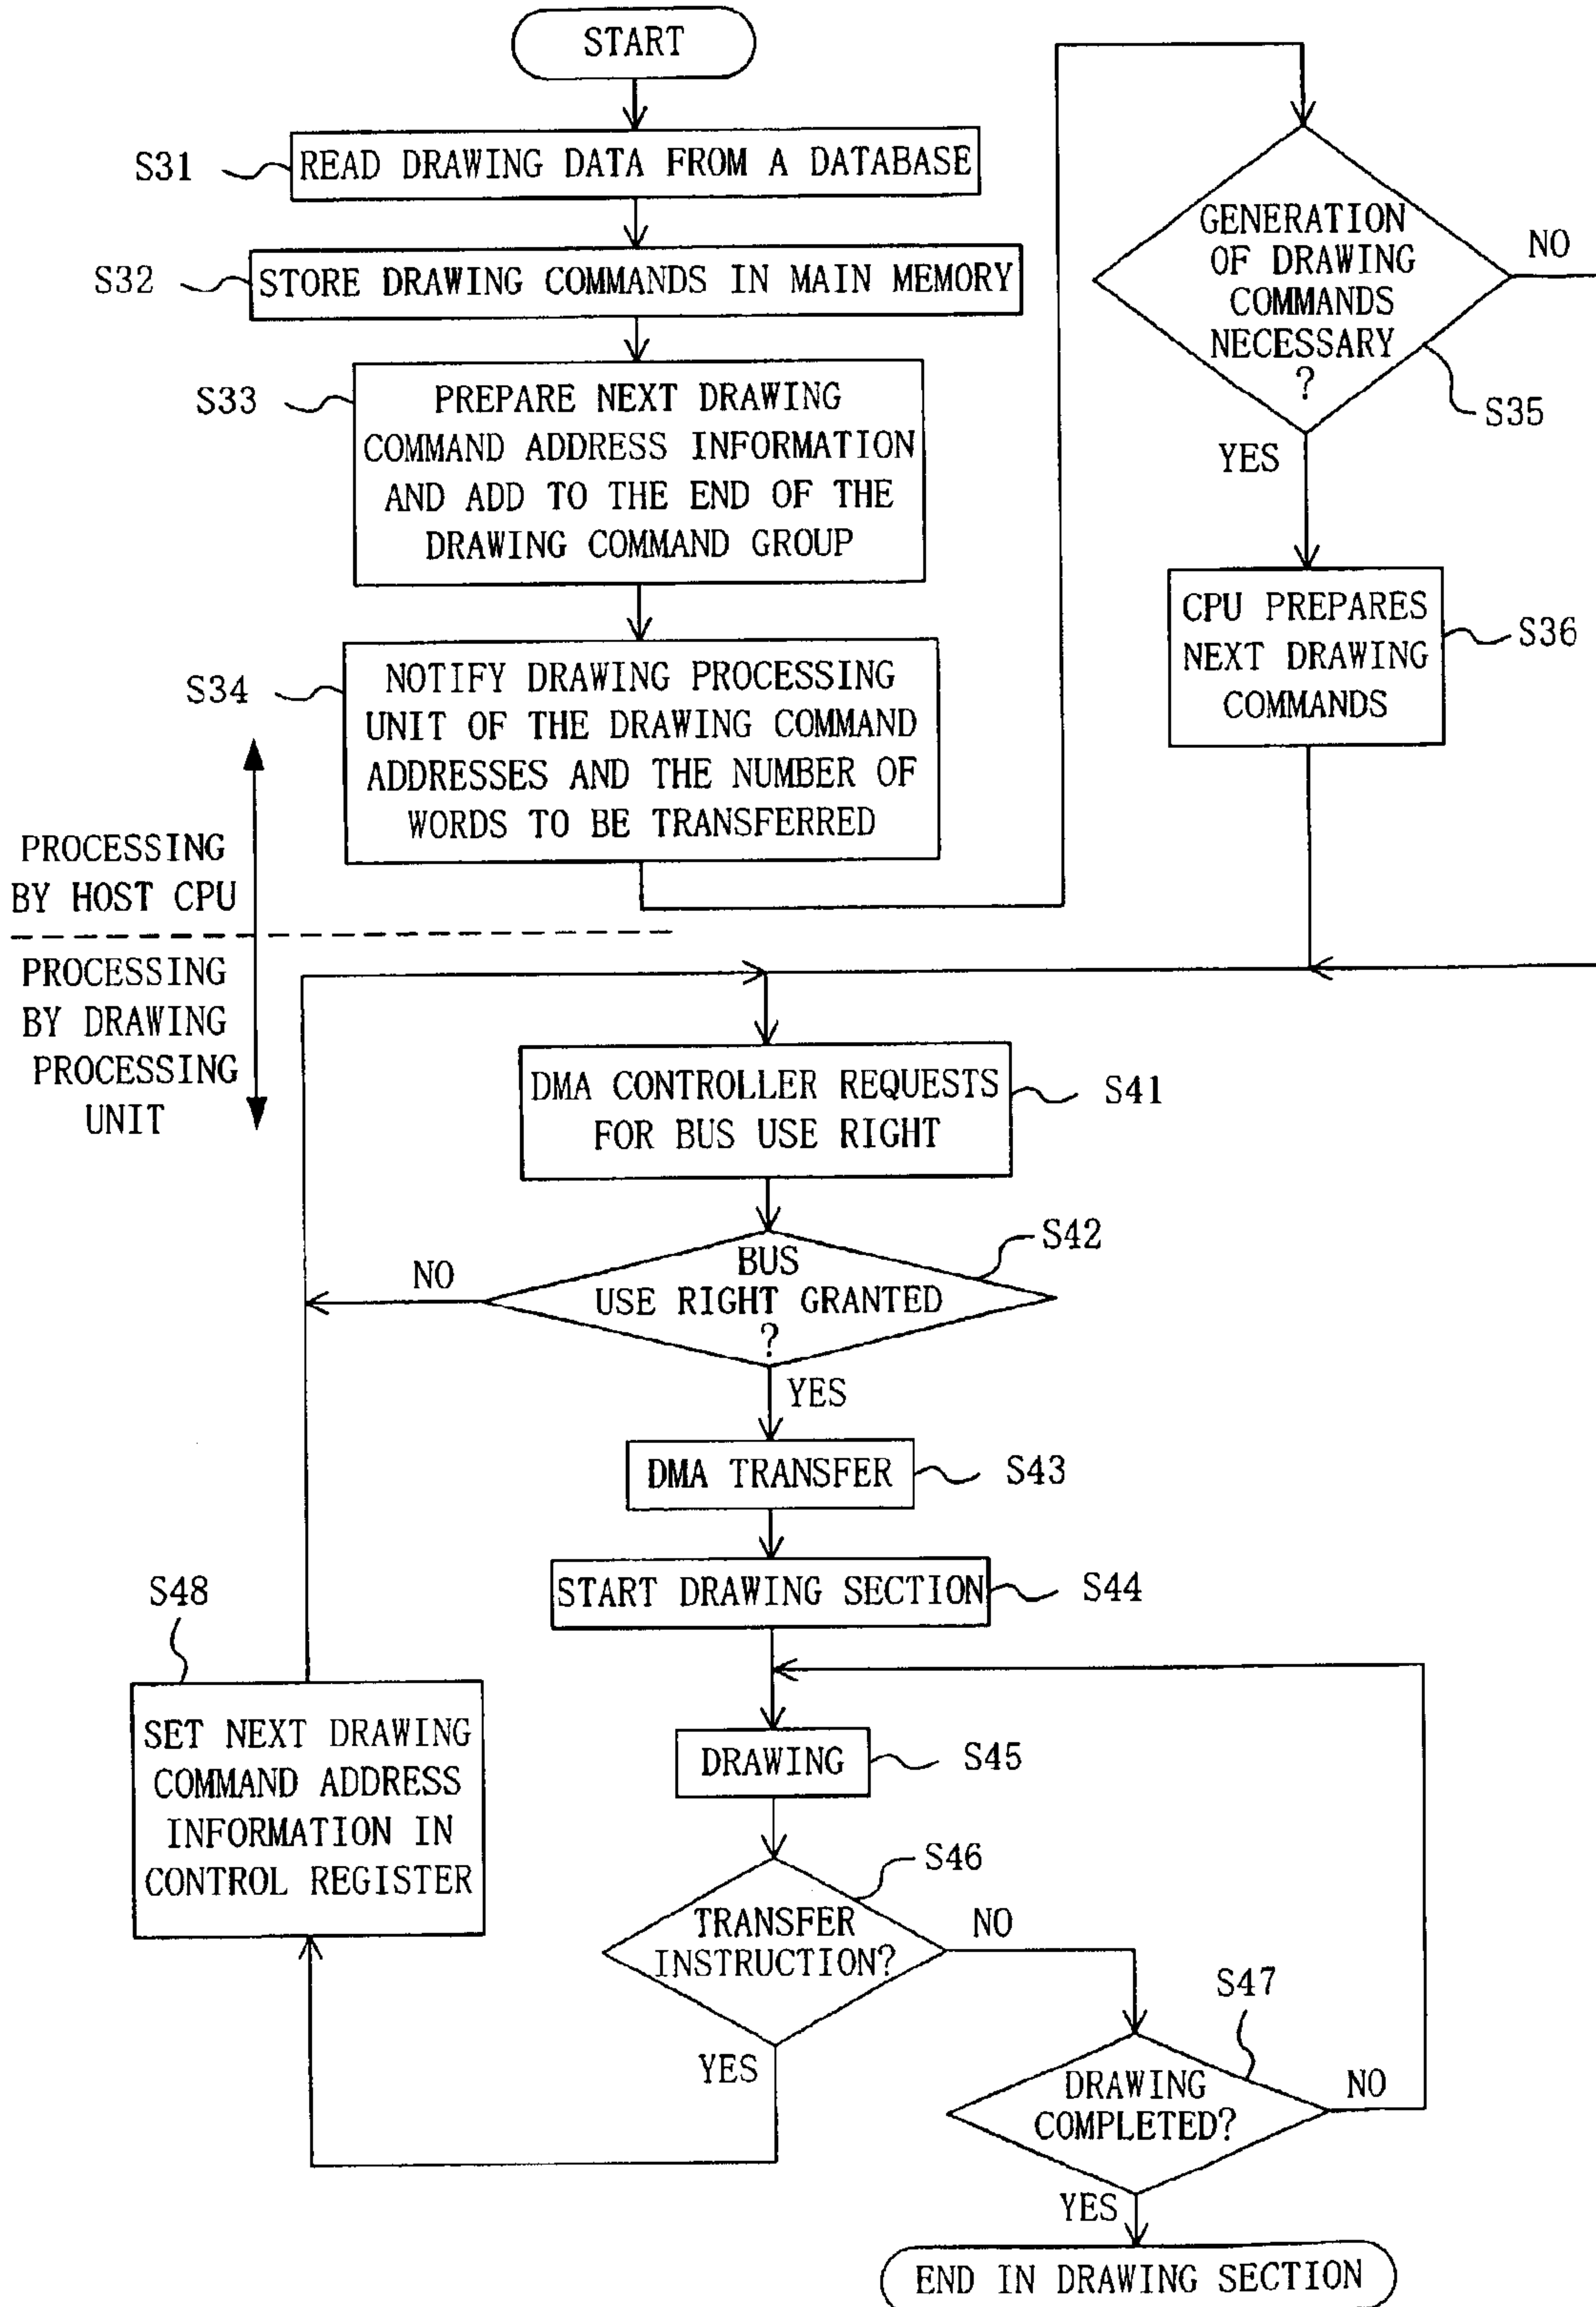 START
S31
READ DRAWING DATA FROM A DATABASE
S32
STORE DRAWING COMMANDS IN MAIN MEMORY
S33
PREPARE NEXT DRAWING
COMMAND ADDRESS INFORMATION
AND ADD TO THE END OF THE
DRAWING COMMAND GROUP
S34
NOTIFY DRAWING PROCESSING
UNIT OF THE DRAWING COMMAND
ADDRESSES AND THE NUMBER OF
WORDS TO BE TRANSFERRED
GENERATION
OF DRAWING
COMMANDS
NECESSARY
?
NO
S35
YES
CPU PREPARES
NEXT DRAWING
COMMANDS
S36
PROCESSING
BY HOST CPU
PROCESSING
BY DRAWING
PROCESSING
UNIT
DMA CONTROLLER REQUESTS
FOR BUS USE RIGHT
S41
BUS
USE RIGHT GRANTED
?
S42
NO
YES
DMA TRANSFER
S43
START DRAWING SECTION
S44
S48
SET NEXT DRAWING
COMMAND ADDRESS
INFORMATION IN
CONTROL REGISTER
DRAWING
S45
S46
TRANSFER
INSTRUCTION?
NO
YES
S47
DRAWING
COMPLETED?
NO
YES
END IN DRAWING SECTION